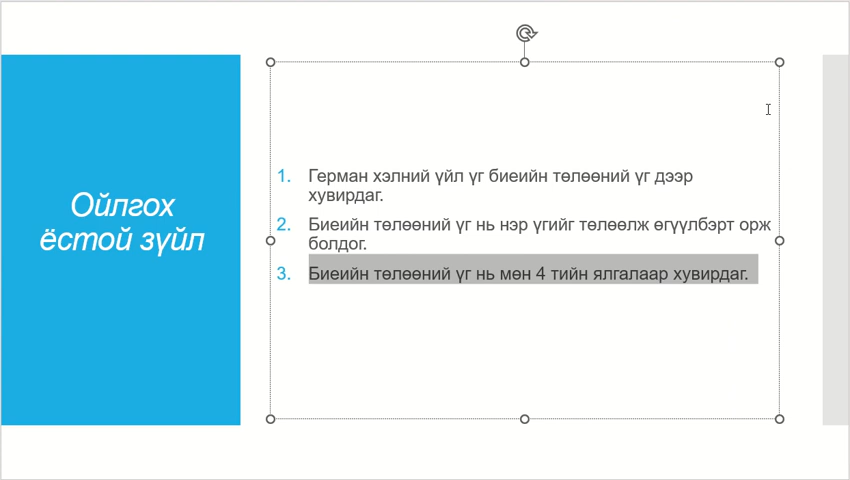 Ойлгох
ёстой зүйл
1. Герман хэлний үйл үг биеийн төлөөний үг дээр
хувирдаг.
2. Биеийн төлөөний үг нь нэр үгийг төлөөлж өгүүлбэрт орж
болдог.
3. Биеийн төлөөний үг нь мөн 4 тийн ялгалаар хувирдаг.